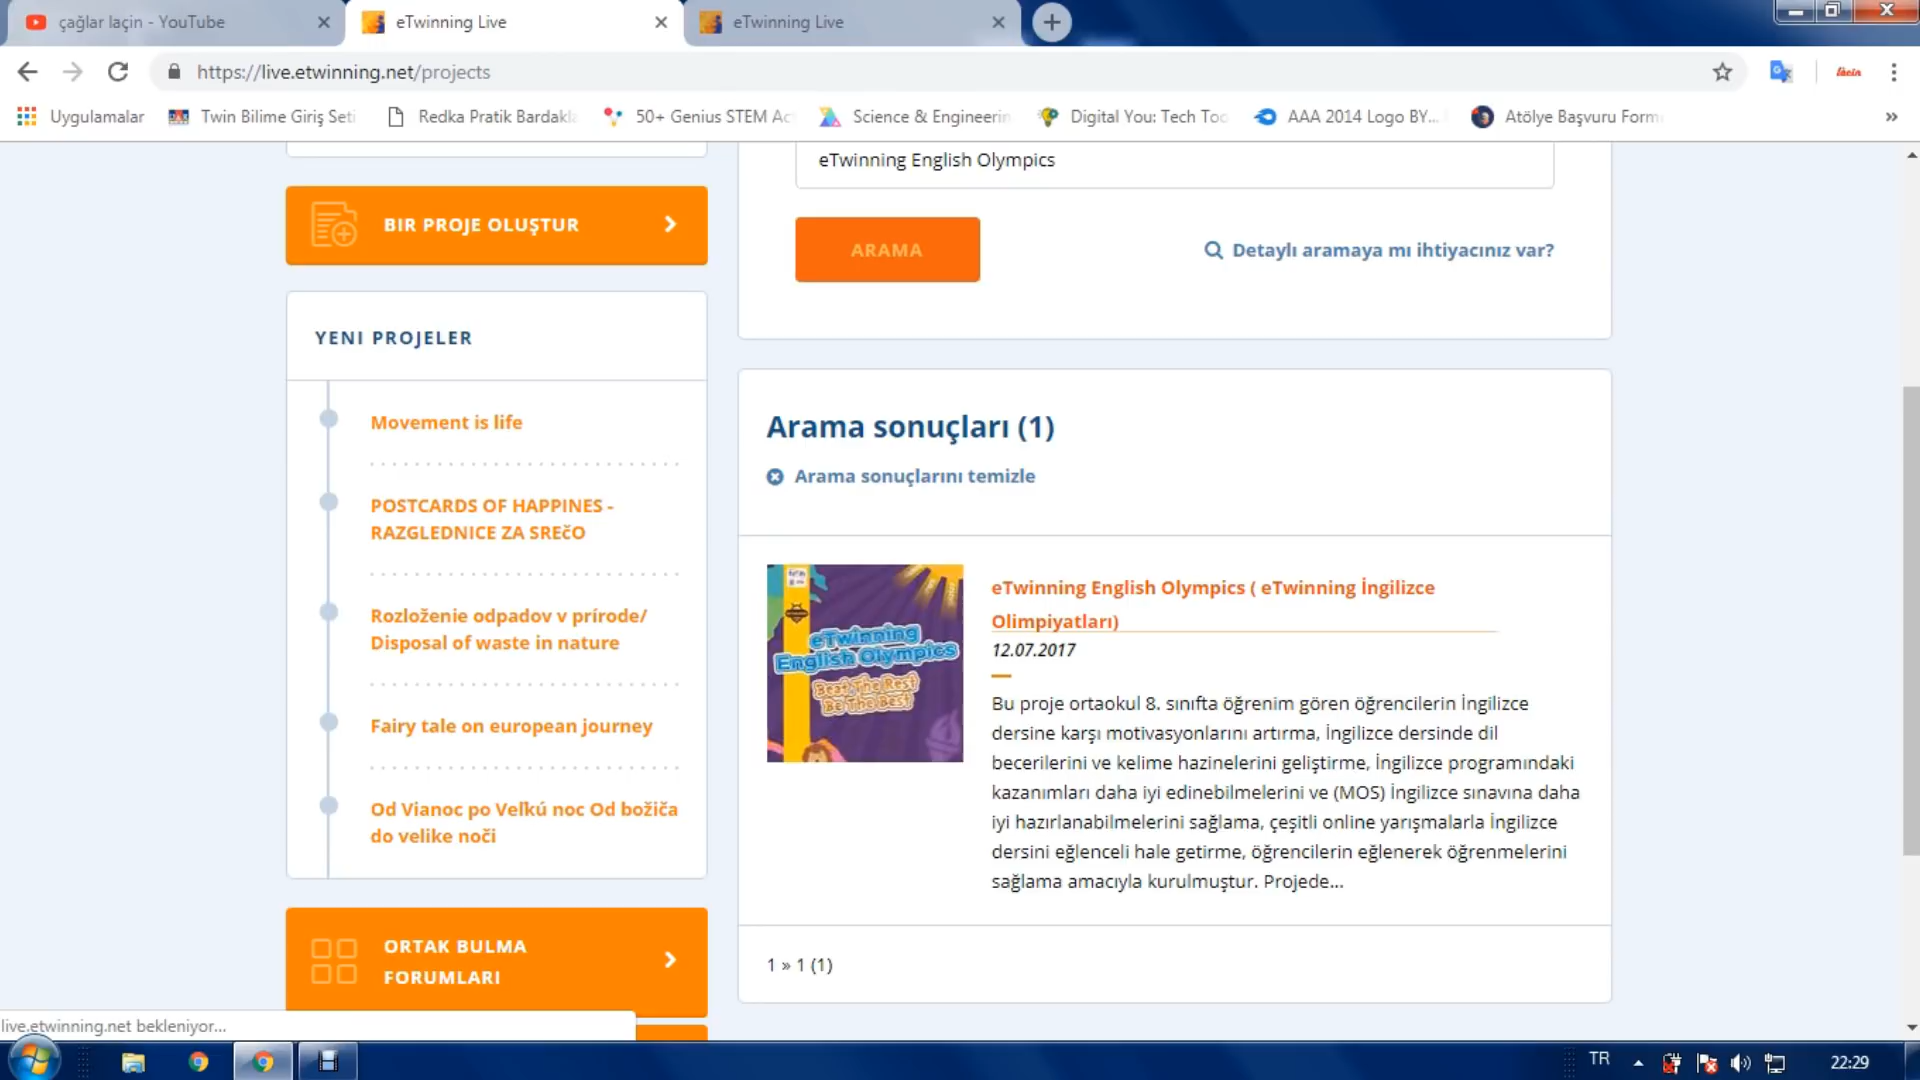 çağlar laçin - YouTube
eTwinning Live
eTwinning Live
https://live.etwinning.net/projects
Uygulamalar
Twin Bilime Giriş Seti
Redka Pratik Bardakla
50+ Genius STEM Ac
Science & Engineerin
Digital You: Tech Too
AAA 2014 Logo BY...
Atölye Başvuru Form
»
eTwinning English Olympics
BIR PROJE OLUŞTUR
ARAMA
Detaylı aramaya mı ihtiyacınız var?
YENI PROJELER
Movement is life
POSTCARDS OF HAPPINES -
RAZGLEDNICE ZA SREčO
Rozloženie odpadov v prírode/
Disposal of waste in nature
Fairy tale on european journey
Od Vianoc po Veľkú noc Od božiča
do velike noči
ORTAK BULMA
FORUMLARI
Arama sonuçları (1)
Arama sonuçlarını temizle
eTwinning
English Olympics
Beat The Rest
Be The Best
eTwinning English Olympics ( eTwinning İngilizce
Olimpiyatları)
12.07.2017
Bu proje ortaokul 8. sınıfta öğrenim gören öğrencilerin İngilizce
dersine karşı motivasyonlarını artırma, İngilizce dersinde dil
becerilerini ve kelime hazinelerini geliştirme, İngilizce programındaki
kazanımları daha iyi edinebilmelerini ve (MOS) İngilizce sınavına daha
iyi hazırlanabilmelerini sağlama, çeşitli online yarışmalarla İngilizce
dersini eğlenceli hale getirme, öğrencilerin eğlenerek öğrenmelerini
sağlama amacıyla kurulmuştur. Projede...
1 » 1 (1)
live.etwinning.net bekleniyor...
TR
22:29